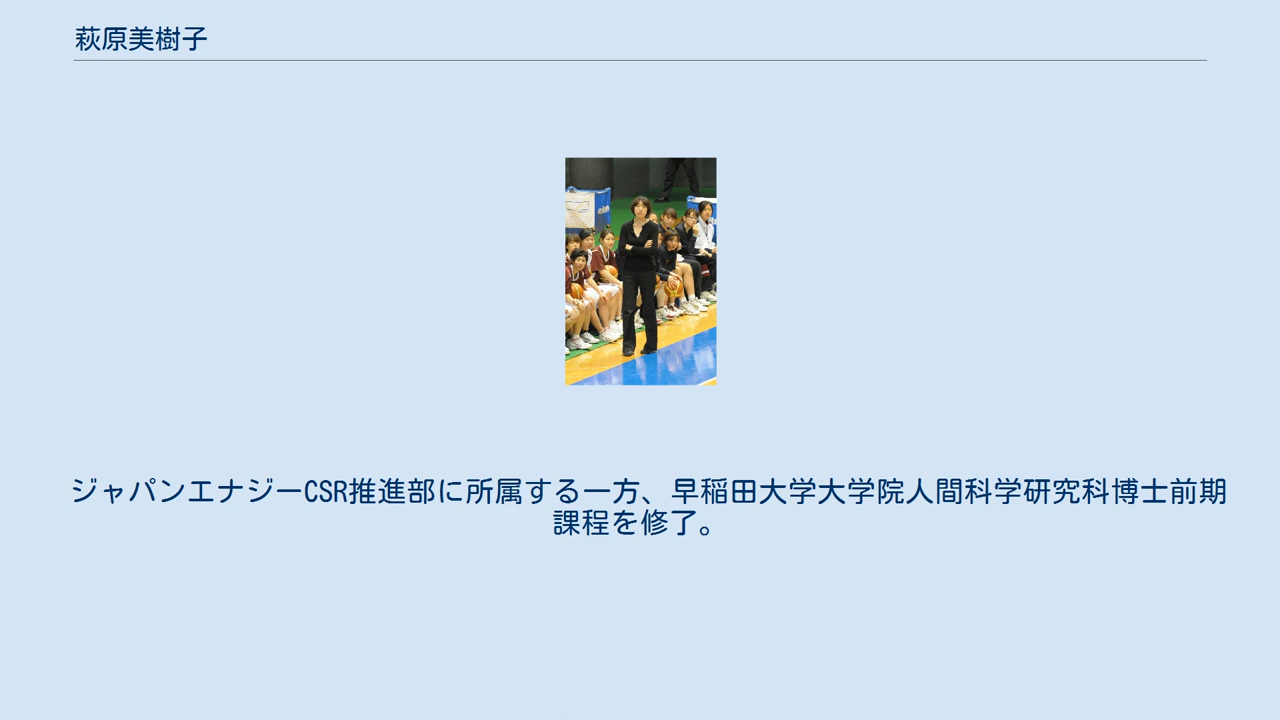 萩原美樹子
ジャパンエナジーCSR推進部に所属する一方、早稲田大学大学院人間科学研究科博士前期
課程を修了。